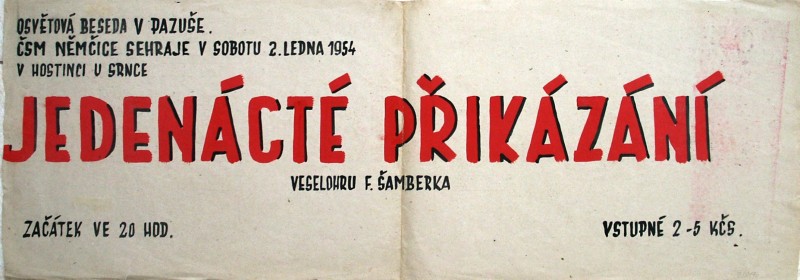 OSVĚTOVÁ BESEDA V PAZUŠE.
ČSM NĚMČICE SEHRAJE V SOBOTU 2. LEDNA 1954
V HOSTINCI U SRNCE
JEDENÁCTÉ PŘIKÁZÁNÍ
VESELOHRU F. ŠAMBERKA
ZAČÁTEK VE 20 HOD.
VSTUPNÉ 2-5 KČS.